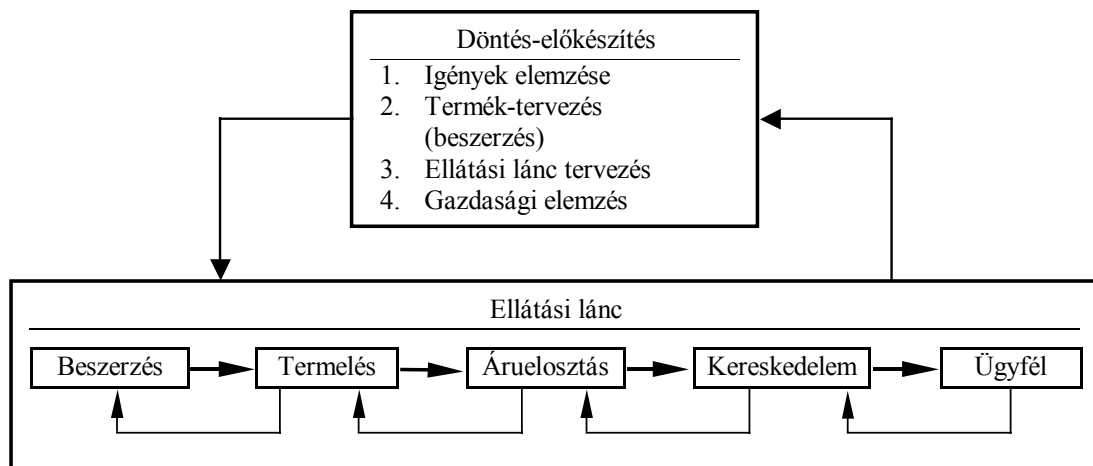 Döntés-előkészítés
1. Igények elemzése
2. Termék-tervezés
(beszerzés)
3. Ellátási lánc tervezés
4. Gazdasági elemzés
Ellátási lánc
Beszerzés Termelés Áruelosztás Kereskedelem Ügyfél